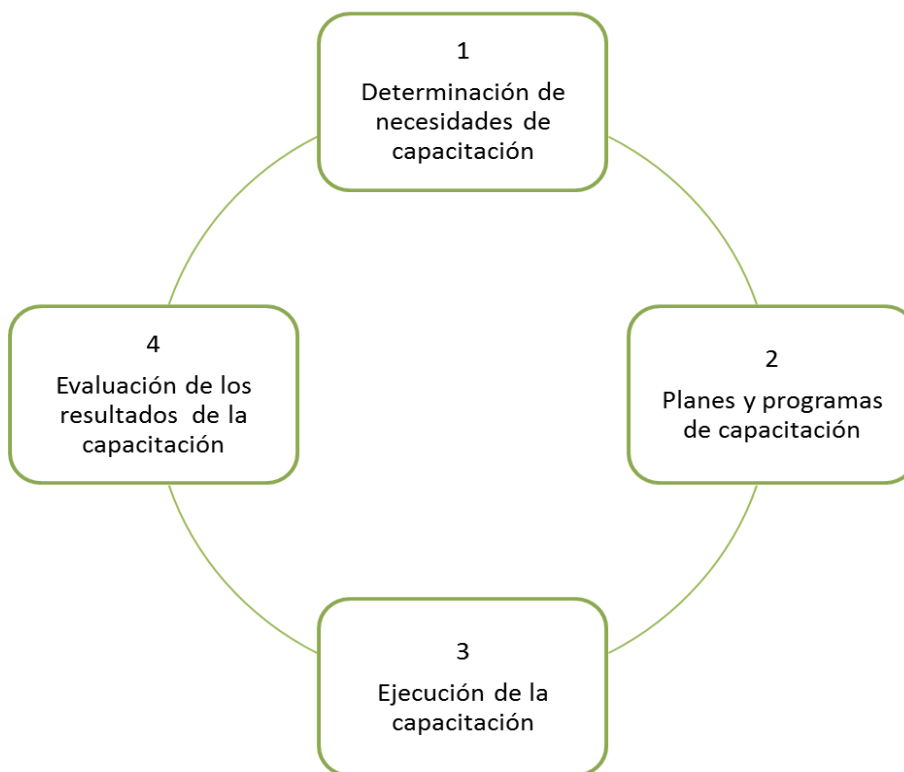 1
Determinación de
necesidades de
capacitación
2
Planes y programas
de capacitación
3
Ejecución de la
capacitación
4
Evaluación de los
resultados de la
capacitación